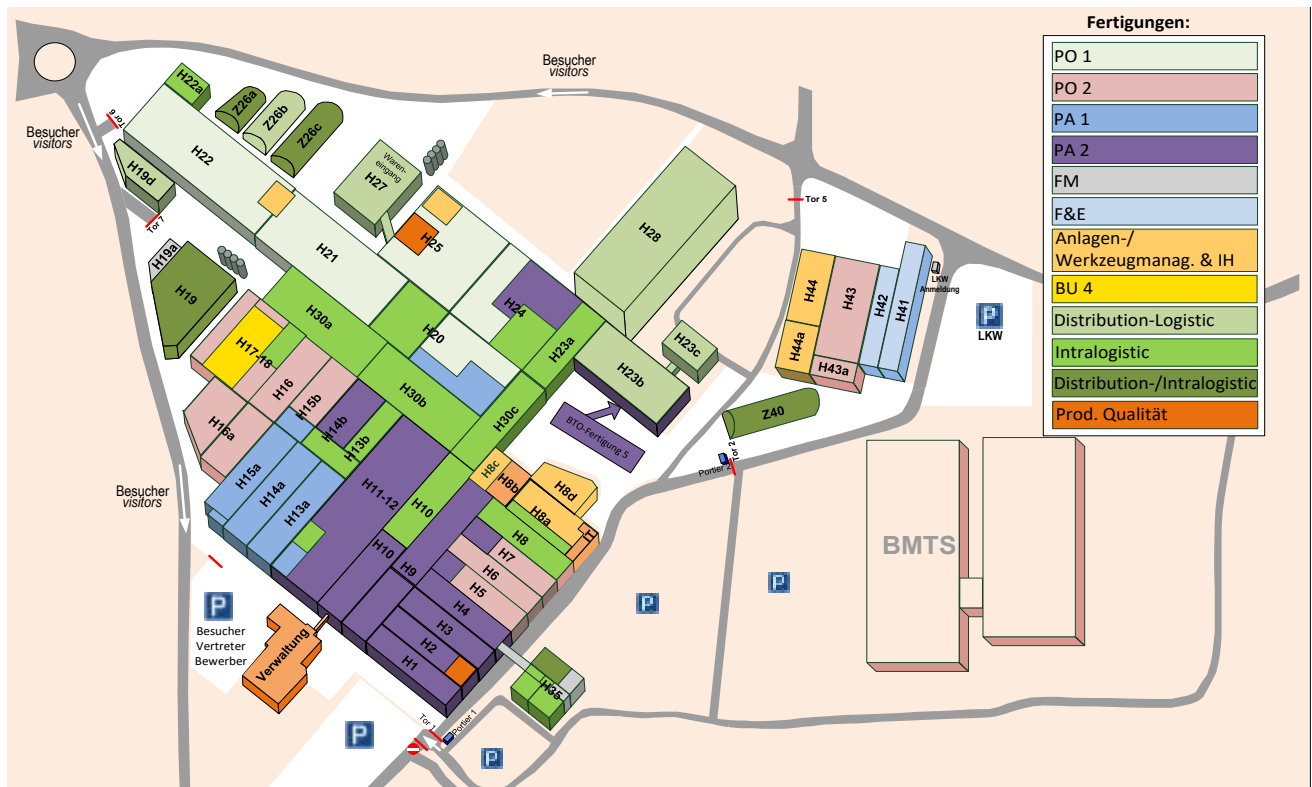 Fertigungen:
PO 1
PO 2
PA 1
PA 2
FM
F&E
Anlagen-/
Werkzeugmanag. & IH
BU 4
Distribution-Logistic
Intralogistic
Distribution-/Intralogistic
Prod. Qualität
Besucher
visitors
Besucher
visitors
Besucher
visitors
Tor 6
Tor 7
Tor 5
H22a
Z26a
Z26b
Z26c
H22
H19d
Waren-
eingang
H27
H25
H28
H21
H19a
H19
H24
H30a
H20
H23a
H23b
H23c
H44
H43
H42
H41
H44a
H43a
LKW
Anmeldung
P
LKW
H17-18
H16
H15b
H14b
H13b
H30b
H30c
BTO-Fertigung 5
Z40
Tor 2
Portier 2
H16a
H15a
H14a
H13a
H11-12
H10
H8c
H8b
H8d
H8a
H8
H7
H6
H5
H10
H9
H4
H3
H2
H1
H35
BMTS
P
P
P
Besucher
Vertreter
Bewerber
Verwaltung
Tor 1
Portier 1
P
P